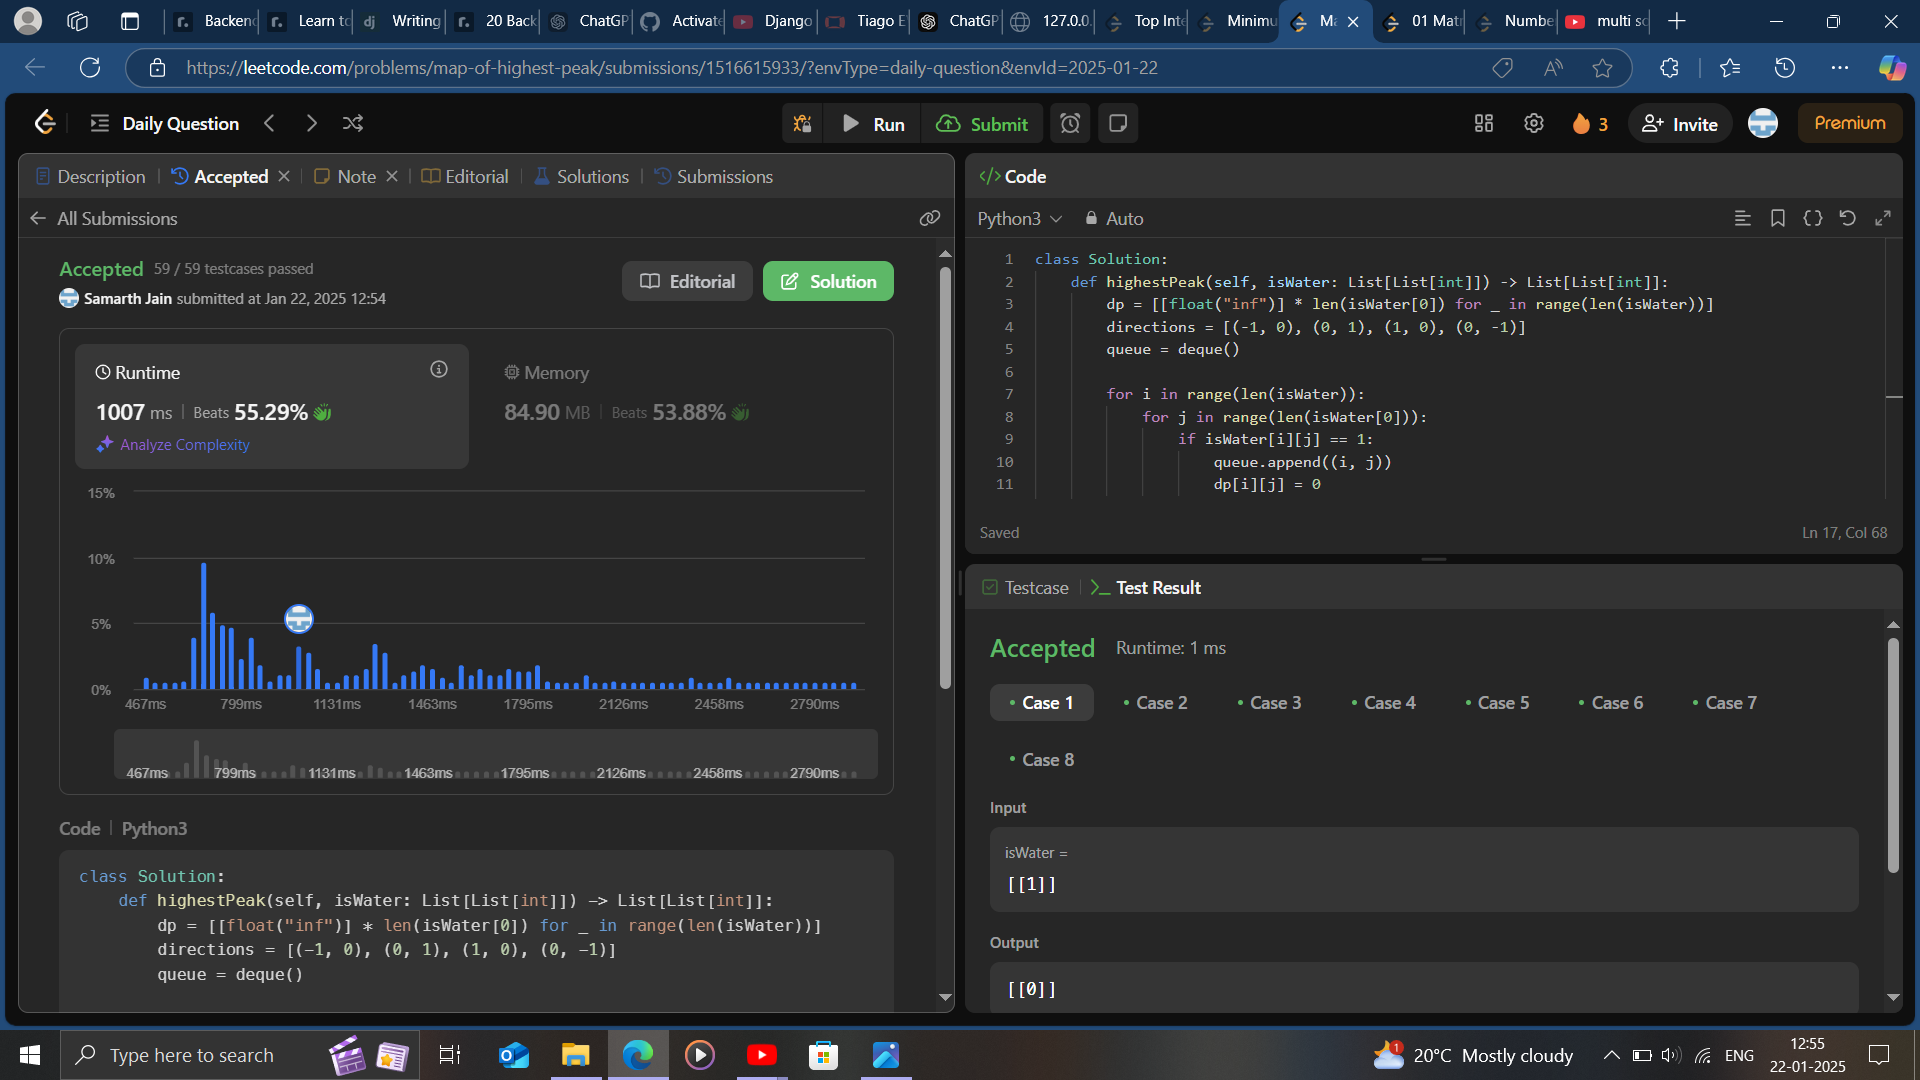 Backend
Learn to
dj Writing
20 Back
ChatGP
Activate
Django
Tiago E
ChatGP
127.0.0.
Top Inte
Minimu
Ma
01 Matr
Numbe
multi so
https://leetcode.com/problems/map-of-highest-peak/submissions/1516615933/?envType=daily-question&envId=2025-01-22
Daily Question
Run
Submit
3
Invite
Premium
Description
Accepted
Note
Editorial
Solutions
Submissions
All Submissions
Accepted 59 / 59 testcases passed
Samarth Jain submitted at Jan 22, 2025 12:54
Editorial
Solution
Runtime
1007 ms | Beats 55.29%
Analyze Complexity
Memory
84.90 MB | Beats 53.88%
15%
10%
5%
0%
467ms 799ms 1131ms 1463ms 1795ms 2126ms 2458ms 2790ms
467ms 799ms 1131ms 1463ms 1795ms 2126ms 2458ms 2790ms
Code | Python3
class Solution:
def highestPeak(self, isWater: List[List[int]]) -> List[List[int]]:
dp = [[float("inf")] * len(isWater[0]) for _ in range(len(isWater))]
directions = [(-1, 0), (0, 1), (1, 0), (0, -1)]
queue = deque()
</> Code
Python3
Auto
1 class Solution:
2 def highestPeak(self, isWater: List[List[int]]) -> List[List[int]]:
3 dp = [[float("inf")] * len(isWater[0]) for _ in range(len(isWater))]
4 directions = [(-1, 0), (0, 1), (1, 0), (0, -1)]
5 queue = deque()
6
7 for i in range(len(isWater)):
8 for j in range(len(isWater[0])):
9 if isWater[i][j] == 1:
10 queue.append((i, j))
11 dp[i][j] = 0
Saved
Ln 17, Col 68
Testcase
Test Result
Accepted Runtime: 1 ms
Case 1
Case 2
Case 3
Case 4
Case 5
Case 6
Case 7
Case 8
Input
isWater =
[[1]]
Output
[[0]]
Type here to search
1
20°C Mostly cloudy
ENG
12:55
22-01-2025